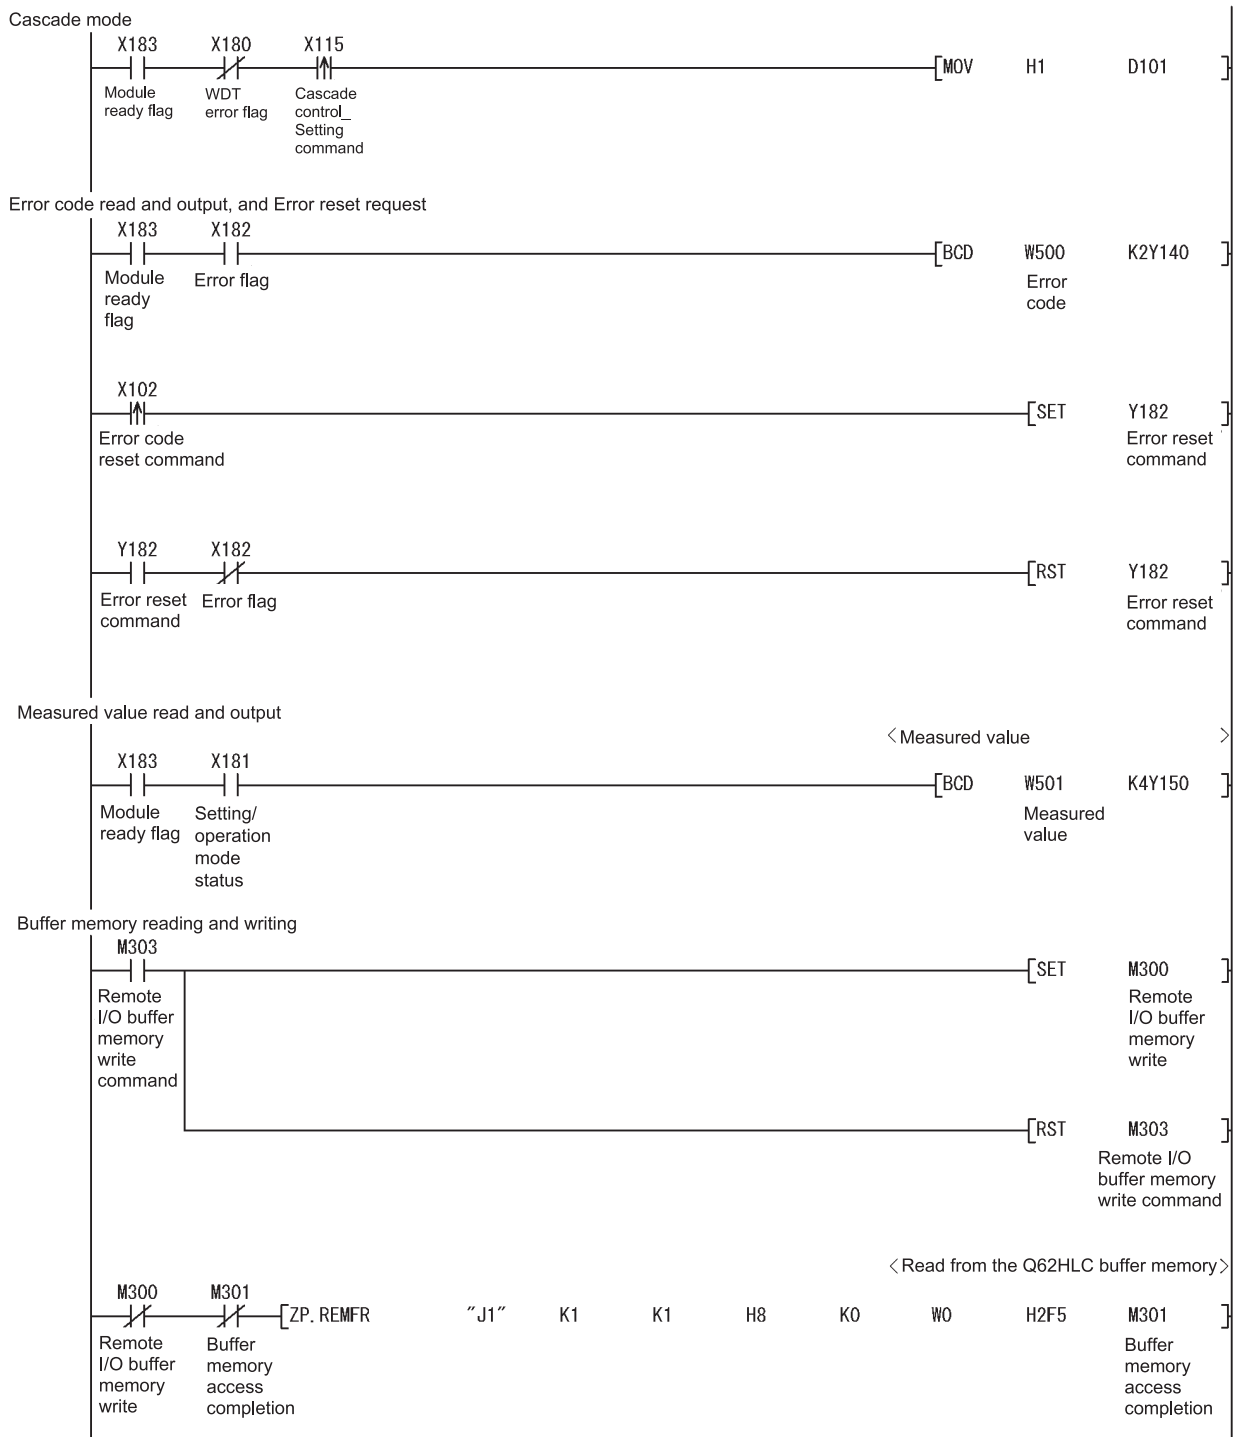 Cascade mode
X183 X180 X115
MOV H1 D101
Module ready flag
WDT error flag
Cascade control_ Setting command
Error code read and output, and Error reset request
X183 X182
BCD W500 K2Y140
Module ready flag
Error flag
Error code
X102
SET Y182
Error code reset command
Error reset command
Y182 X182
RST Y182
Error reset command
Error flag
Error reset command
Measured value read and output
<Measured value >
X183 X181
BCD W501 K4Y150
Module ready flag
Setting/ operation mode status
Measured value
Buffer memory reading and writing
M303
SET M300
Remote I/O buffer memory write command
Remote I/O buffer memory write
RST M303
Remote I/O buffer memory write command
<Read from the Q62HLC buffer memory>
M300 M301
ZP.REMFR "J1" K1 K1 H8 K0 W0 H2F5 M301
Remote I/O buffer memory write
Buffer memory access completion
Buffer memory access completion